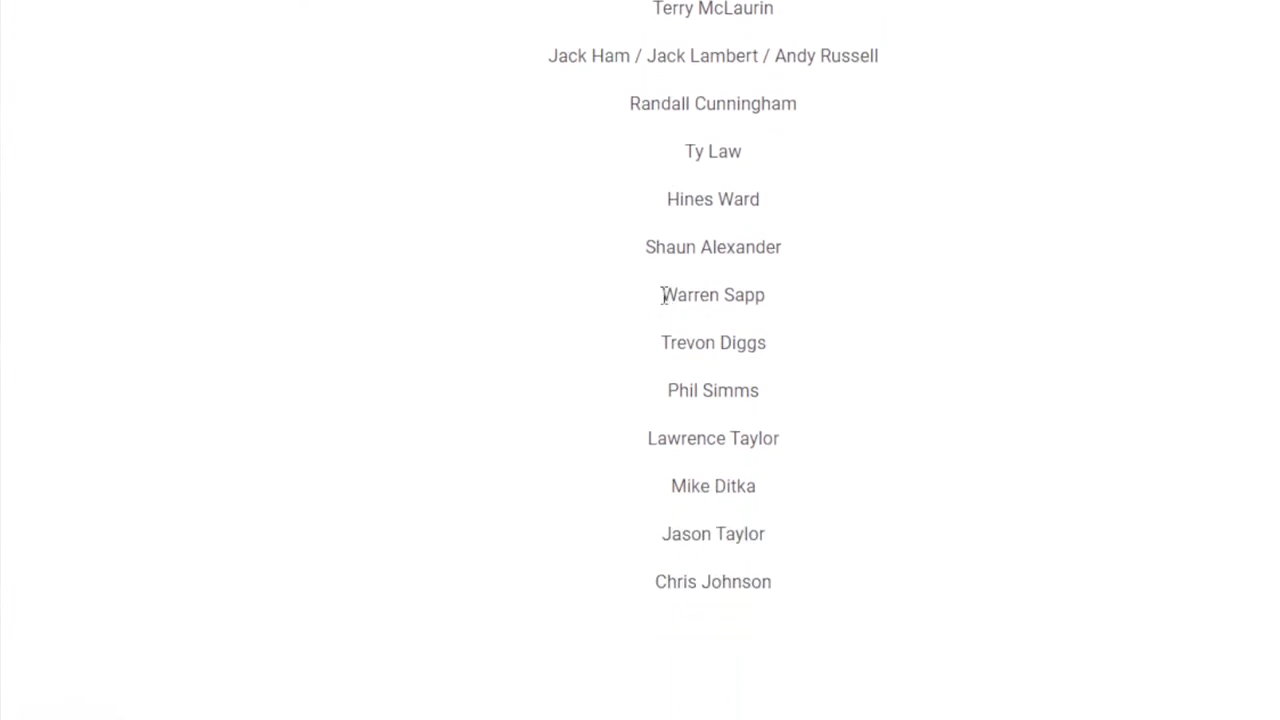 Terry McLaurin
Jack Ham / Jack Lambert / Andy Russell
Randall Cunningham
Ty Law
Hines Ward
Shaun Alexander
Warren Sapp
Trevon Diggs
Phil Simms
Lawrence Taylor
Mike Ditka
Jason Taylor
Chris Johnson